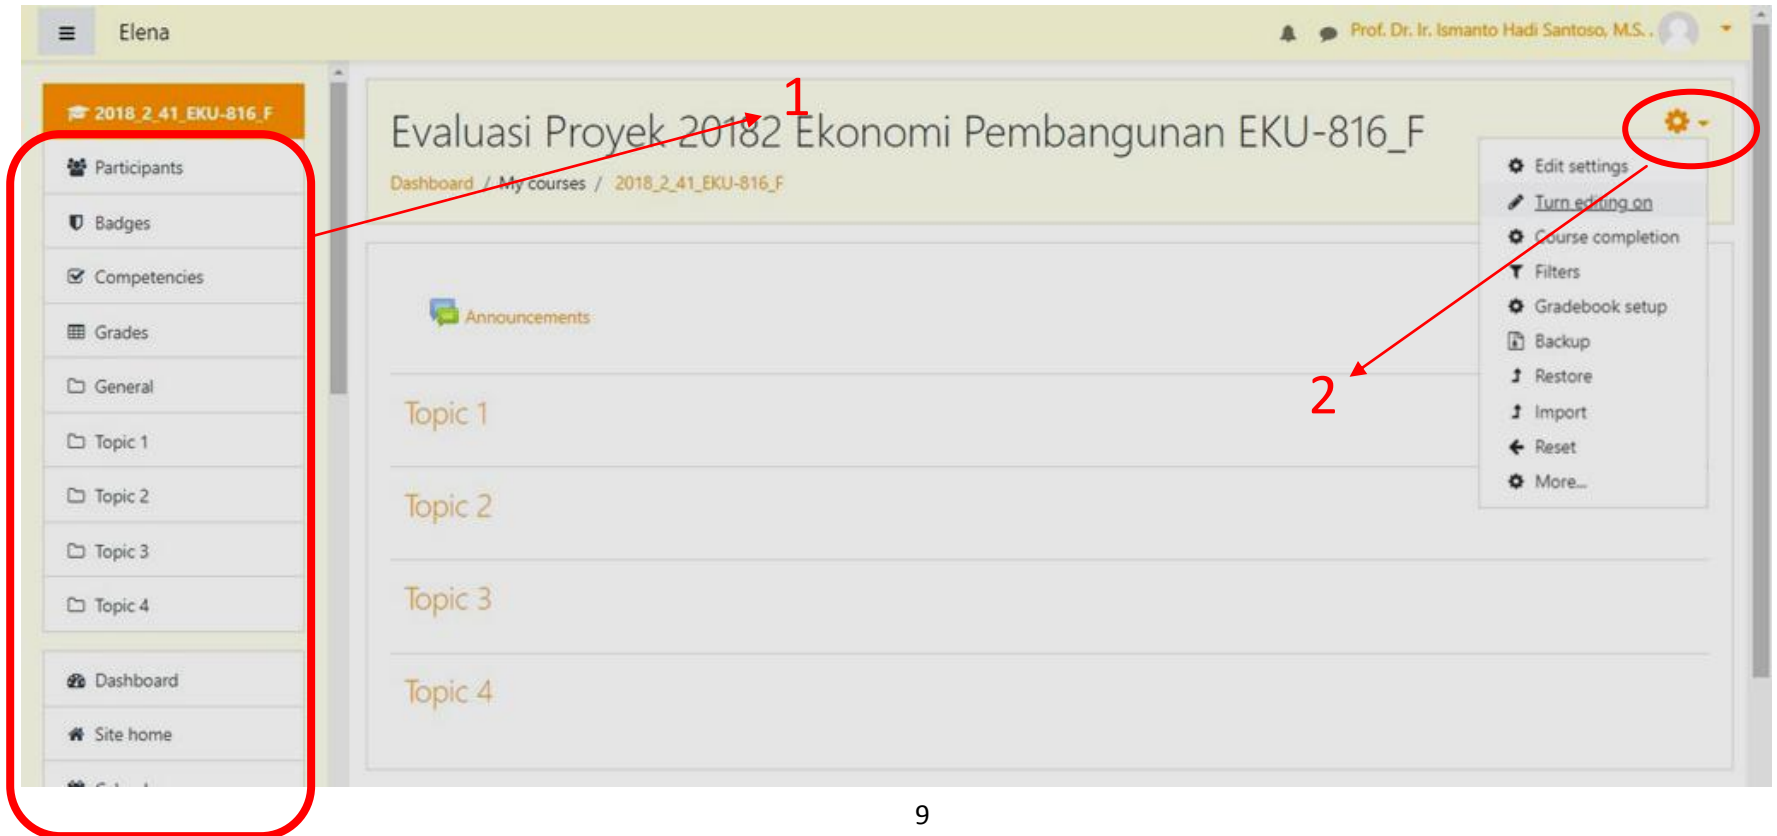 Elena
Prof. Dr. Ir. Ismanto Hadi Santoso, M.S. .
2018_2_41_EKU-816_F
Participants
Badges
Competencies
Grades
General
Topic 1
Topic 2
Topic 3
Topic 4
Dashboard
Site home
1
Evaluasi Proyek 20182 Ekonomi Pembangunan EKU-816_F
Dashboard / My courses / 2018_2_41_EKU-816_F
Announcements
Topic 1
Topic 2
Topic 3
Topic 4
Edit settings
Turn editing on
Course completion
Filters
Gradebook setup
Backup
Restore
Import
Reset
More...
2
9